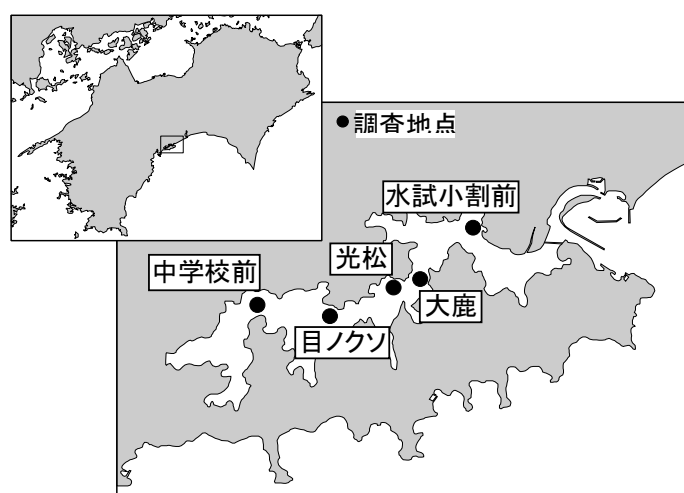 ●調査地点
水試小割前
光松
中学校前
大鹿
目ノクソ